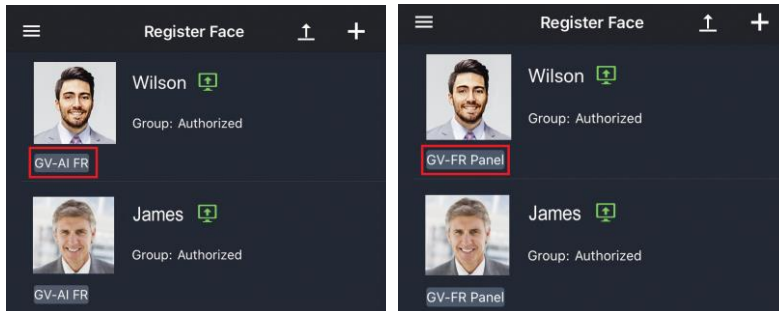 Register Face
Wilson
Group: Authorized
GV-AI FR
James
Group: Authorized
GV-AI FR
Register Face
Wilson
Group: Authorized
GV-FR Panel
James
Group: Authorized
GV-FR Panel